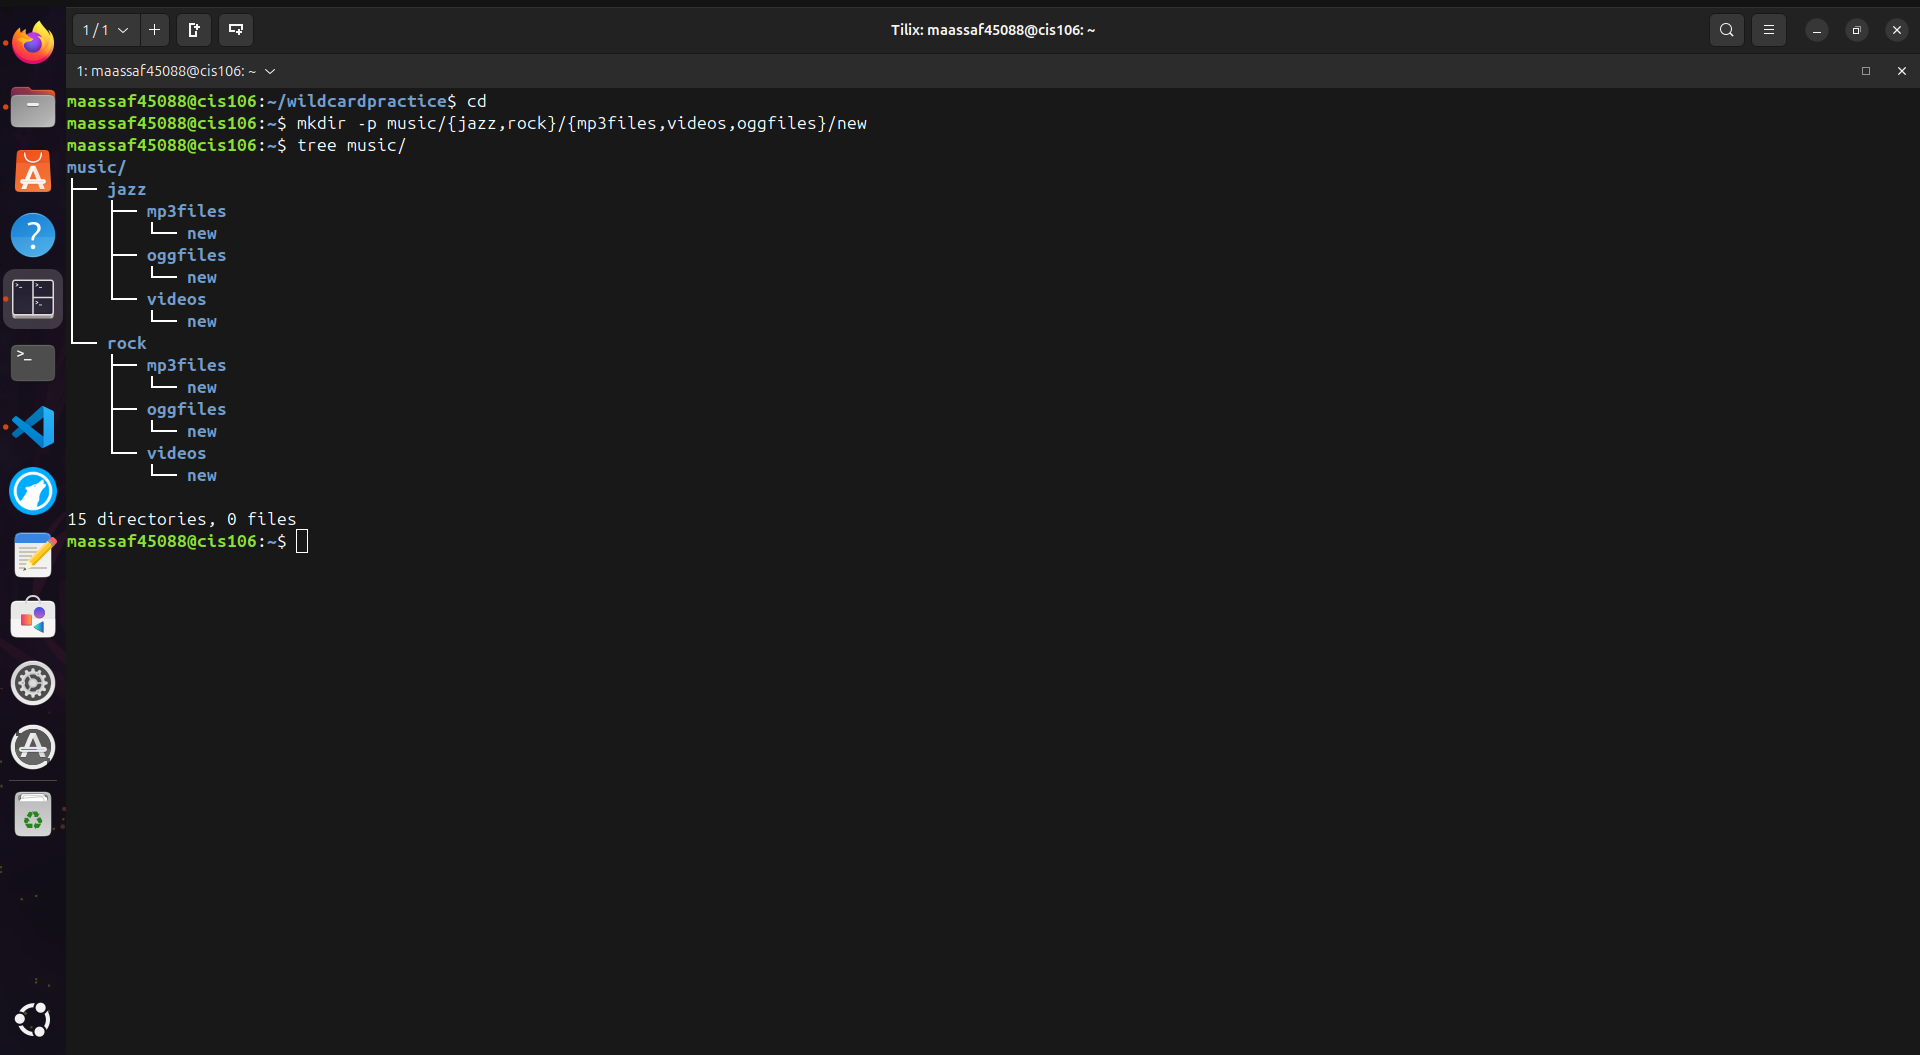 1 / 1
Tilix: maassaf45088@cis106: ~
1: maassaf45088@cis106: ~
maassaf45088@cis106:~/wildcardpractice$ cd
maassaf45088@cis106:~$ mkdir -p music/{jazz,rock}/{mp3files,videos,oggfiles}/new
maassaf45088@cis106:~$ tree music/
music/
├── jazz
│   ├── mp3files
│   │   └── new
│   ├── oggfiles
│   │   └── new
│   └── videos
│       └── new
└── rock
    ├── mp3files
    │   └── new
    ├── oggfiles
    │   └── new
    └── videos
        └── new
15 directories, 0 files
maassaf45088@cis106:~$